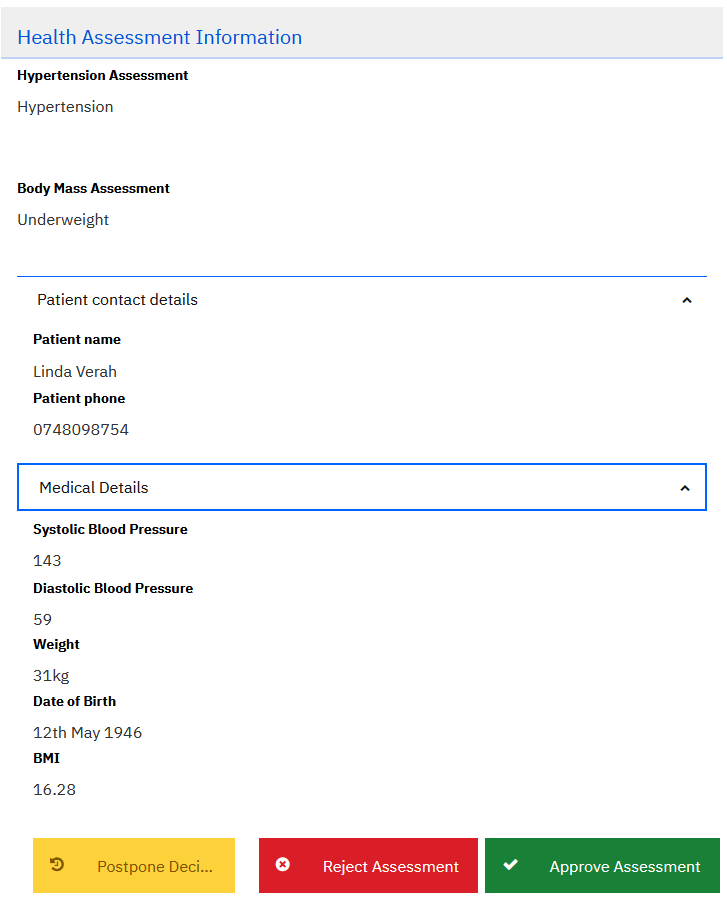 Health Assessment Information
Hypertension Assessment
Hypertension
Body Mass Assessment
Underweight
Patient contact details
Patient name
Linda Verah
Patient phone
0748098754
Medical Details
Systolic Blood Pressure
143
Diastolic Blood Pressure
59
Weight
31kg
Date of Birth
12th May 1946
BMI
16.28
Postpone Deci... Reject Assessment Approve Assessment